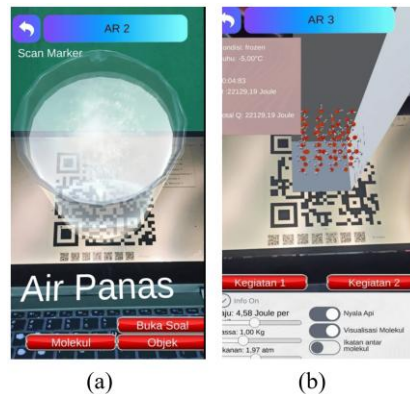 AR 2
Scan Marker
Air Panas
Buka Soal
Molekul
Objek
(a)
AR 3
ondisi: frozen
uhu: -5,00°C
0:04:83
: 22129,19 Joule
otal Q: 22129,19 Joule
Kegiatan 1
Kegiatan 2
Info On
aju: 4,58 Joule per
assa: 1,00 Kg
kanan: 1,97 atm
Nyala Api
Visualisasi Molekul
Ikatan antar
molekul
(b)